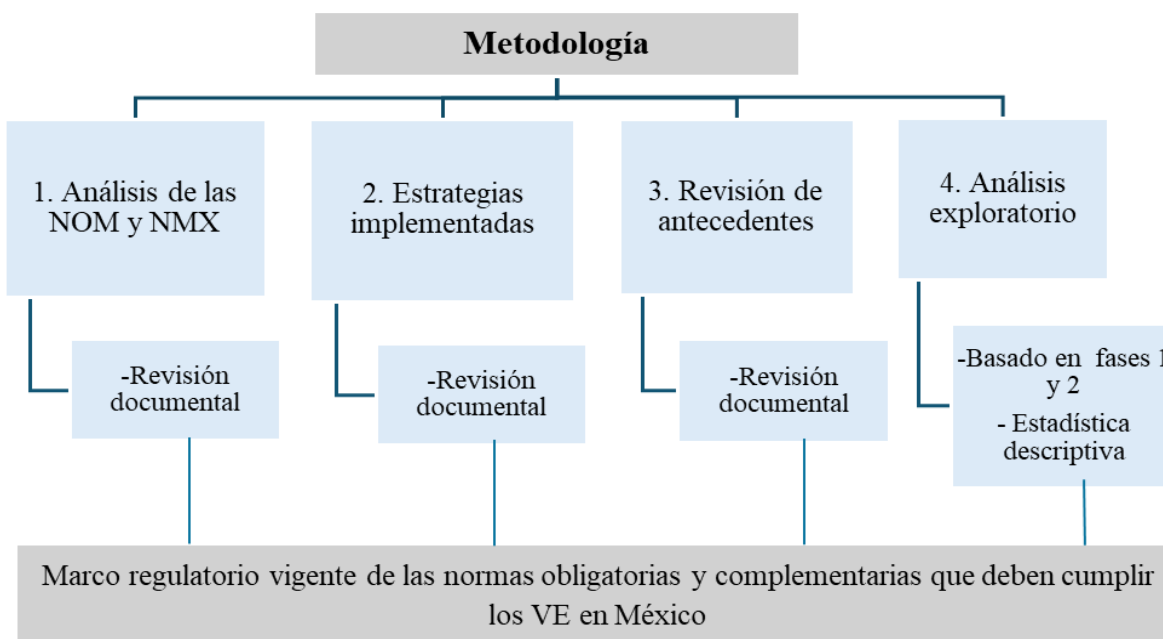 Metodología
1. Análisis de las
NOM y NMX
2. Estrategias
implementadas
3. Revisión de
antecedentes
4. Análisis
exploratorio
-Revisión
documental
-Revisión
documental
-Revisión
documental
-Basado en fases 1
y 2
- Estadística
descriptiva
Marco regulatorio vigente de las normas obligatorias y complementarias que deben cumplir
los VE en México